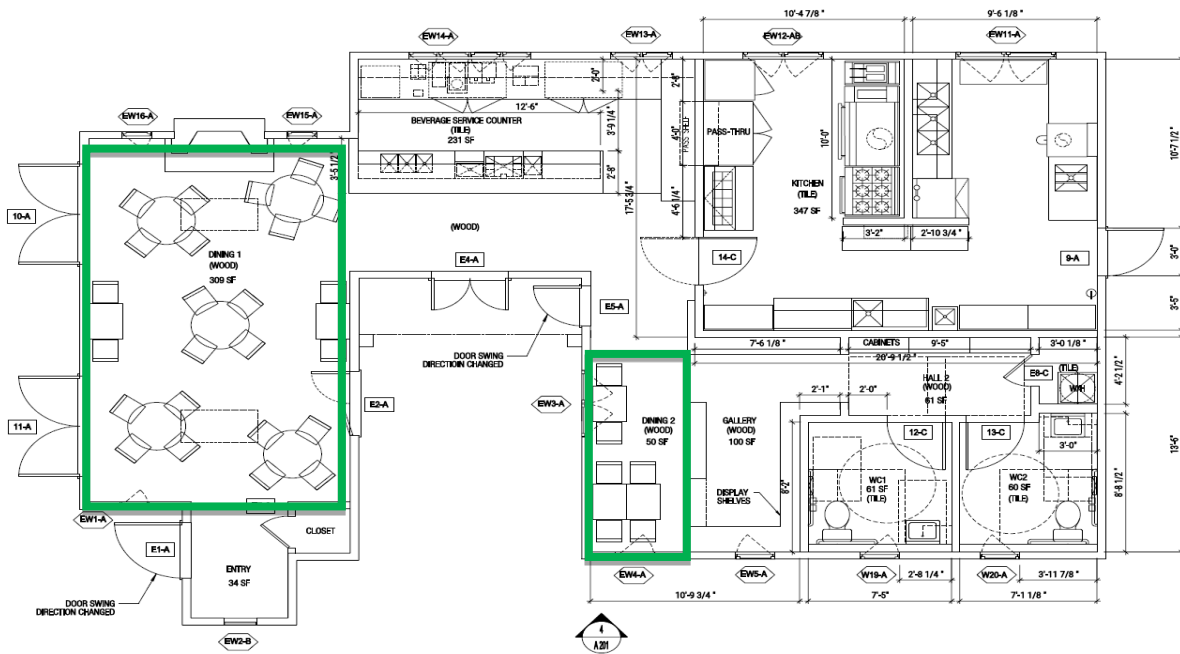 10'-4 7/8 "
9'-6 1/8 "
EW14-A
EW13-A
EW12-AB
EW11-A
2'-0"
2'-6"
12'-6"
EW16-A
EW15-A
BEVERAGE SERVICE COUNTER
(TILE)
231 SF
3'-9 1/4"
4'-0"
PASS SHELF
PASS-THRU
10'-0"
10'-7 1/2"
3'-5 1/2"
2'-8"
17'-5 3/4"
4'-6 1/4"
KITCHEN
(TILE)
347 SF
10-A
(WOOD)
3'-2"
2'-10 3/4"
DINING 1
(WOOD)
309 SF
E4-A
14-C
9-A
3'-0"
E5-A
3'-5"
DOOR SWING
DIRECTIOIN CHANGED
7'-6 1/8"
CABINETS
9'-5"
3'-0 1/8 "
20'-9 1/2 "
HALL 2
(WOOD)
61 SF
E8-C
(TILE)
W/H
4'-2 1/2"
E2-A
EW3-A
2'-1"
2'-0"
11-A
DINING 2
(WOOD)
50 SF
GALLERY
(WOOD)
100 SF
12-C
13-C
3'-0"
13'-6"
8'-2"
WC1
61 SF
(TILE)
WC2
60 SF
(TILE)
8'-8 1/2"
DISPLAY
SHELVES
EW1-A
E1-A
CLOSET
ENTRY
34 SF
EW4-A
EW5-A
W19-A
2'-8 1/4 "
W20-A
3'-11 7/8 "
DOOR SWING
DIRECTION CHANGED
10'-9 3/4"
7'-5"
7'-1 1/8"
EW2-B
4
A201